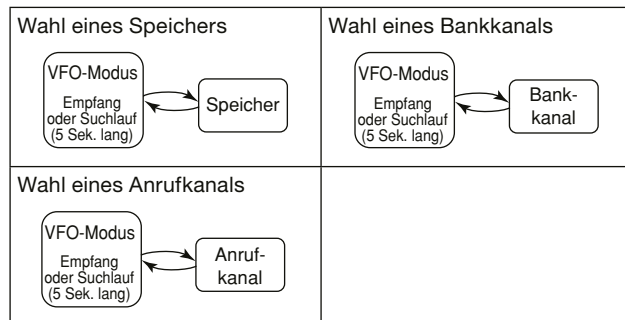 Wahl eines Speichers
VFO-Modus
Empfang
oder Suchlauf
(5 Sek. lang)
Speicher
Wahl eines Bankkanals
VFO-Modus
Empfang
oder Suchlauf
(5 Sek. lang)
Bank-
kanal
Wahl eines Anrufkanals
VFO-Modus
Empfang
oder Suchlauf
(5 Sek. lang)
Anruf-
kanal